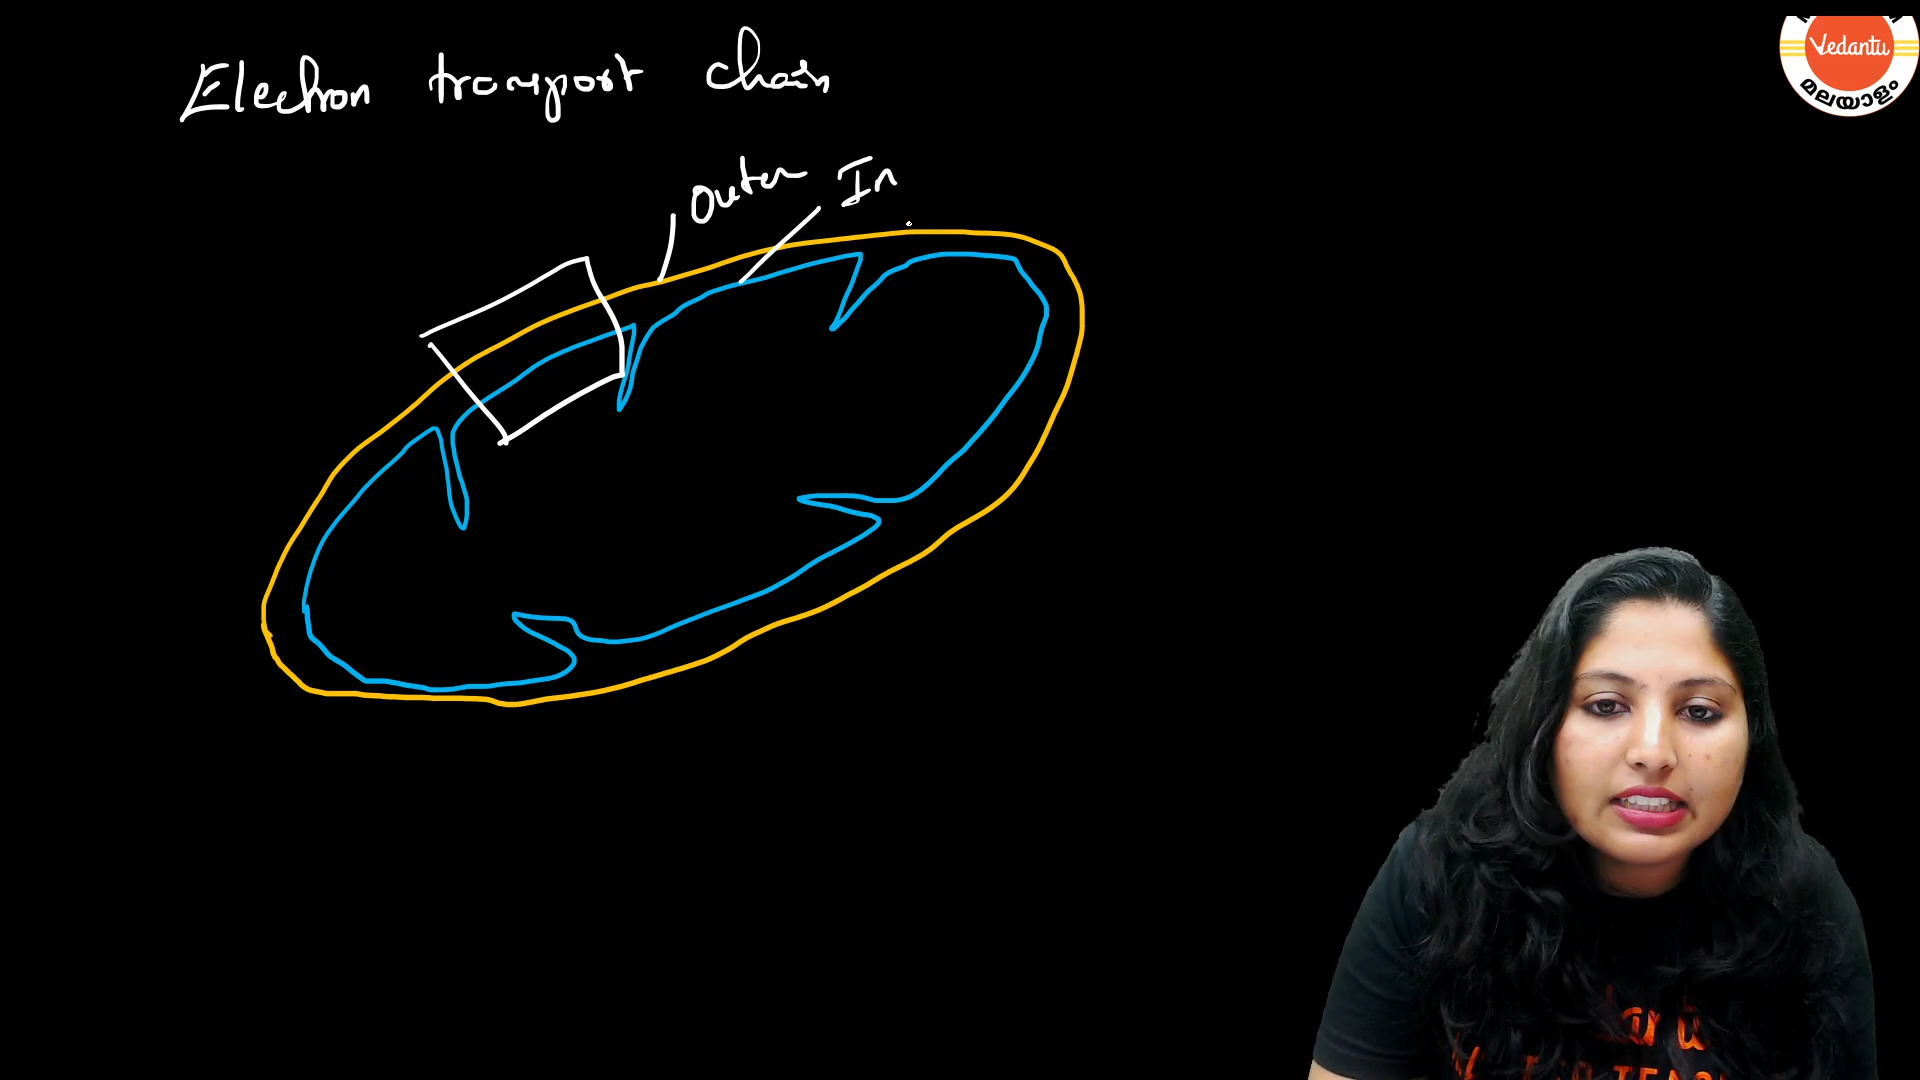 Electron transport chain
outer In
Vedantu
മലയാളം